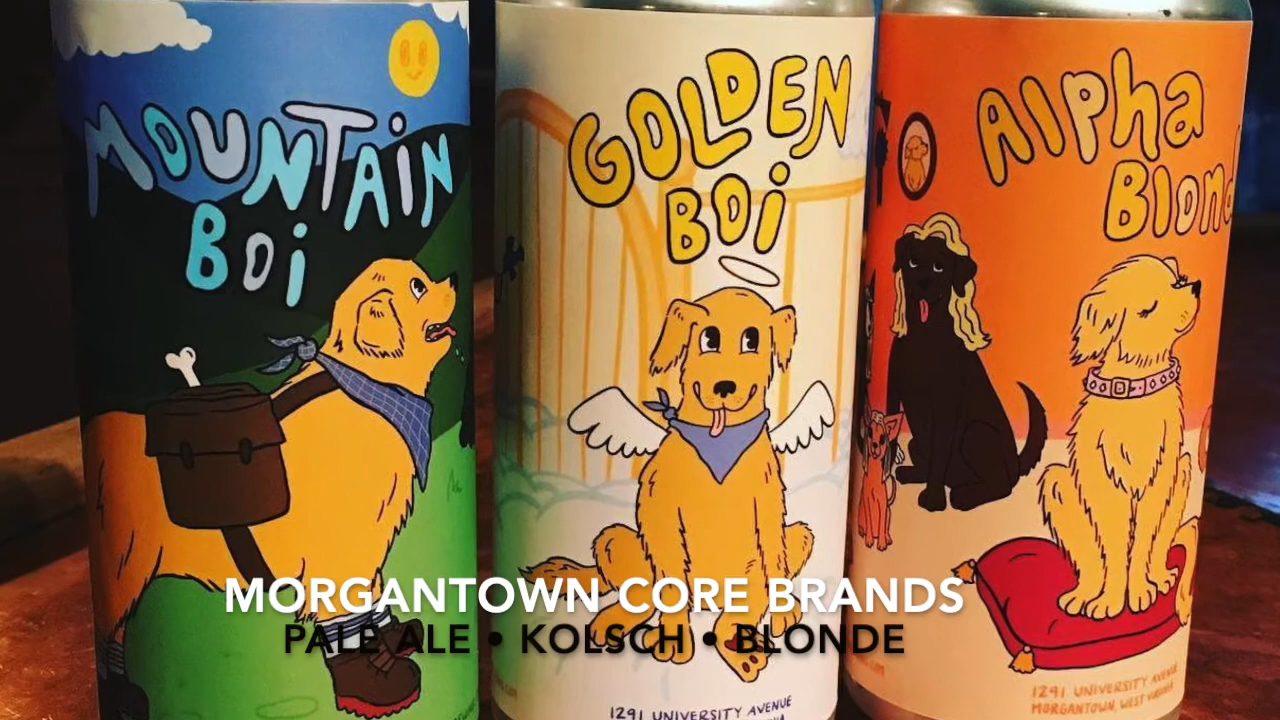 MOUNTAIN
BOi
GOLDEN
BOi
Alpha
MORGANTOWN CORE BRANDS
PALE ALE • KOLSCH • BLONDE
1291 UNIVERSITY AVENUE
1291 UNIVERSITY AVENUE
MORGANTOWN, WEST VIRGINIA